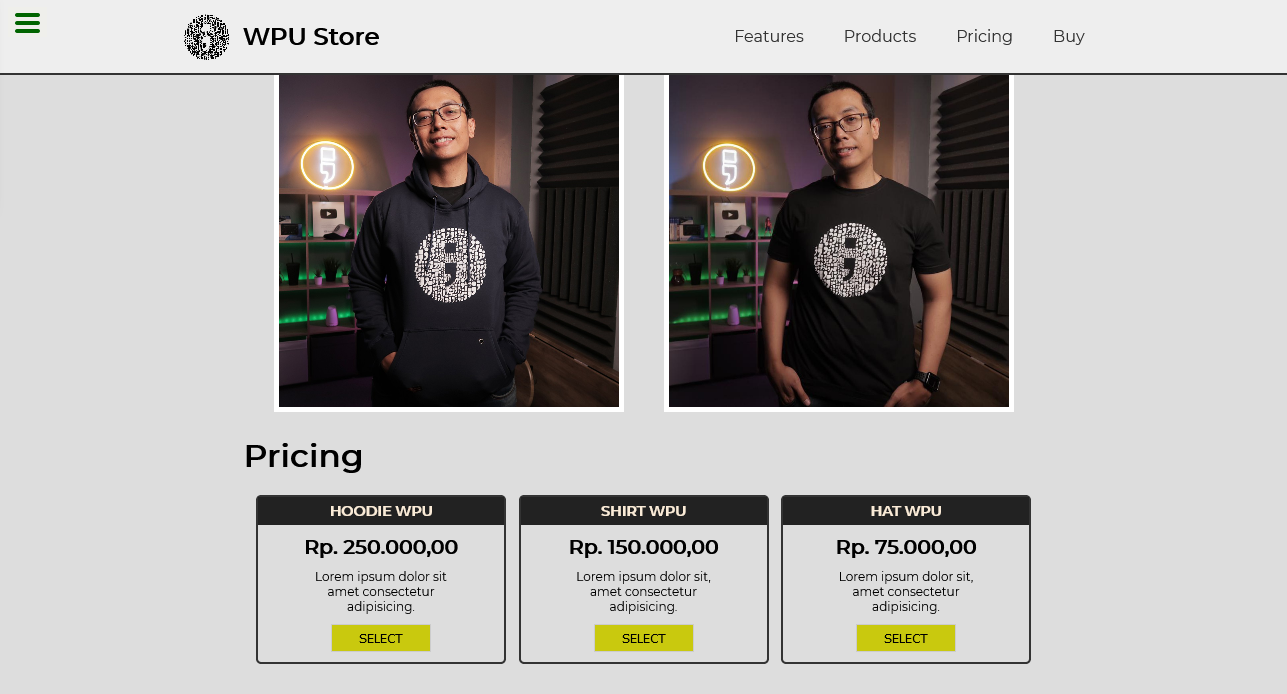 WPU Store
Features
Products
Pricing
Buy
Pricing
HOODIE WPU
Rp. 250.000,00
Lorem ipsum dolor sit
amet consectetur
adipisicing.
SELECT
SHIRT WPU
Rp. 150.000,00
Lorem ipsum dolor sit,
amet consectetur
adipisicing.
SELECT
HAT WPU
Rp. 75.000,00
Lorem ipsum dolor sit,
amet consectetur
adipisicing.
SELECT